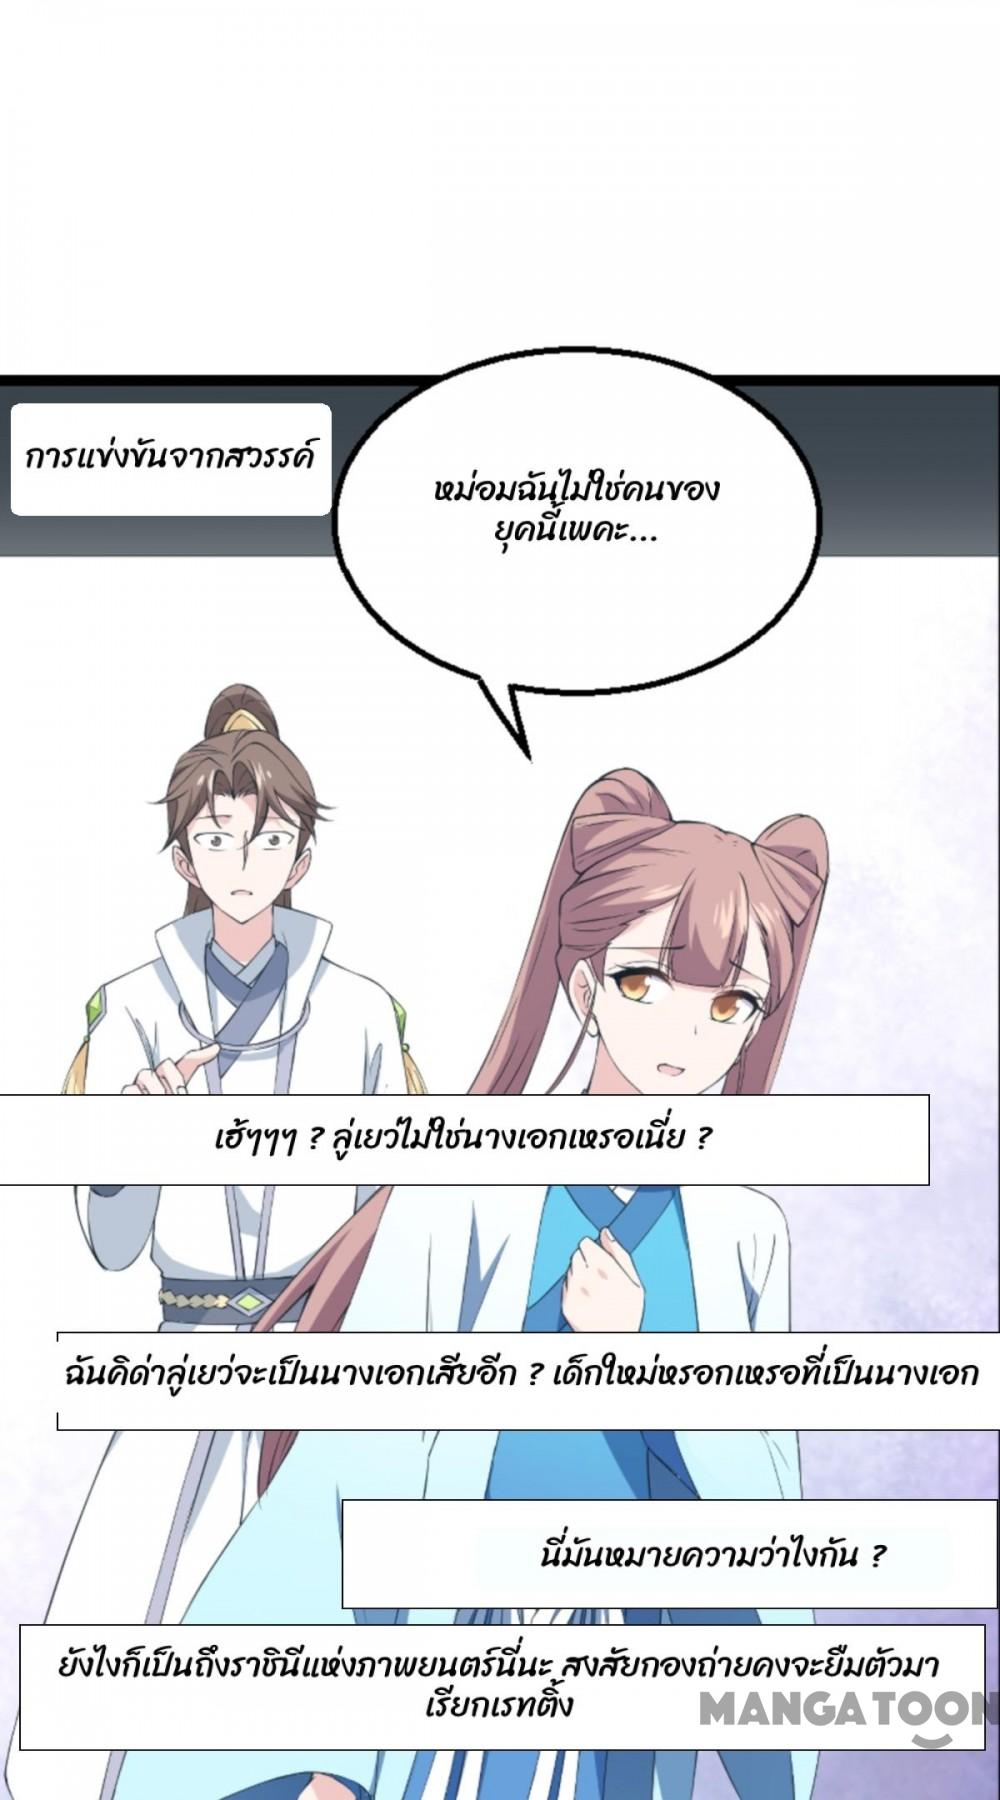 การแข่งขันจากสวรรค์
หม่อมฉันไม่ใช่คนของ
ยุคนี้เพคะ...
เฮ้ๆๆๆ ? ลู่เยว่ไม่ใช่นางเอกเหรอเนี่ย ?
ฉันคิด่าลู่เยว่จะเป็นนางเอกเสียอีก ? เด็กใหม่หรอกเหรอที่เป็นนางเอก
นี่มันหมายความว่าไงกัน ?
ยังไงก็เป็นถึงราชินีแห่งภาพยนตร์นี่นะ สงสัยกองถ่ายคงจะยืมตัวมา
เรียกเรทติ้ง
MANGATOON